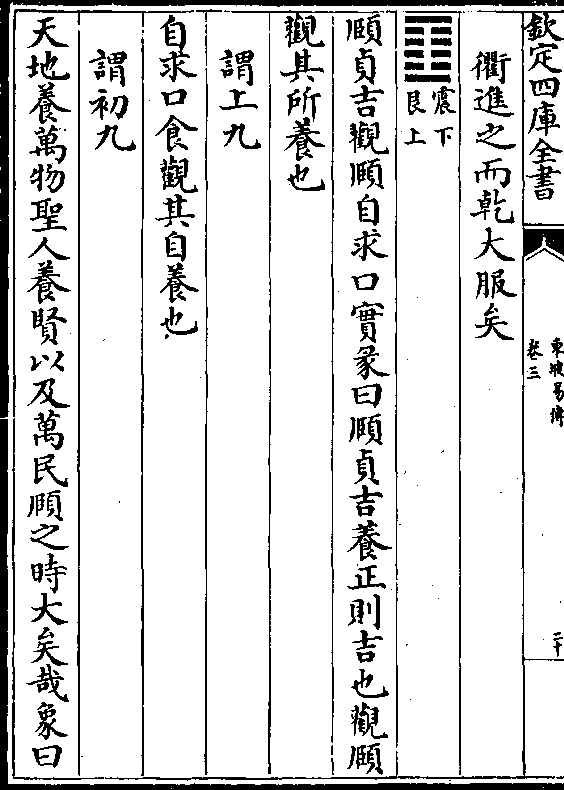 欽定四庫全書
東坡易傳
卷三
二十
衢進之而乾大服矣
䷚
震下
艮上
頤貞吉觀頤自求口實彖曰頤貞吉養正則吉也觀頤
觀其所養也
謂上九
自求口食觀其自養也
謂初九
天地養萬物聖人養賢以及萬民頤之時大矣哉象曰